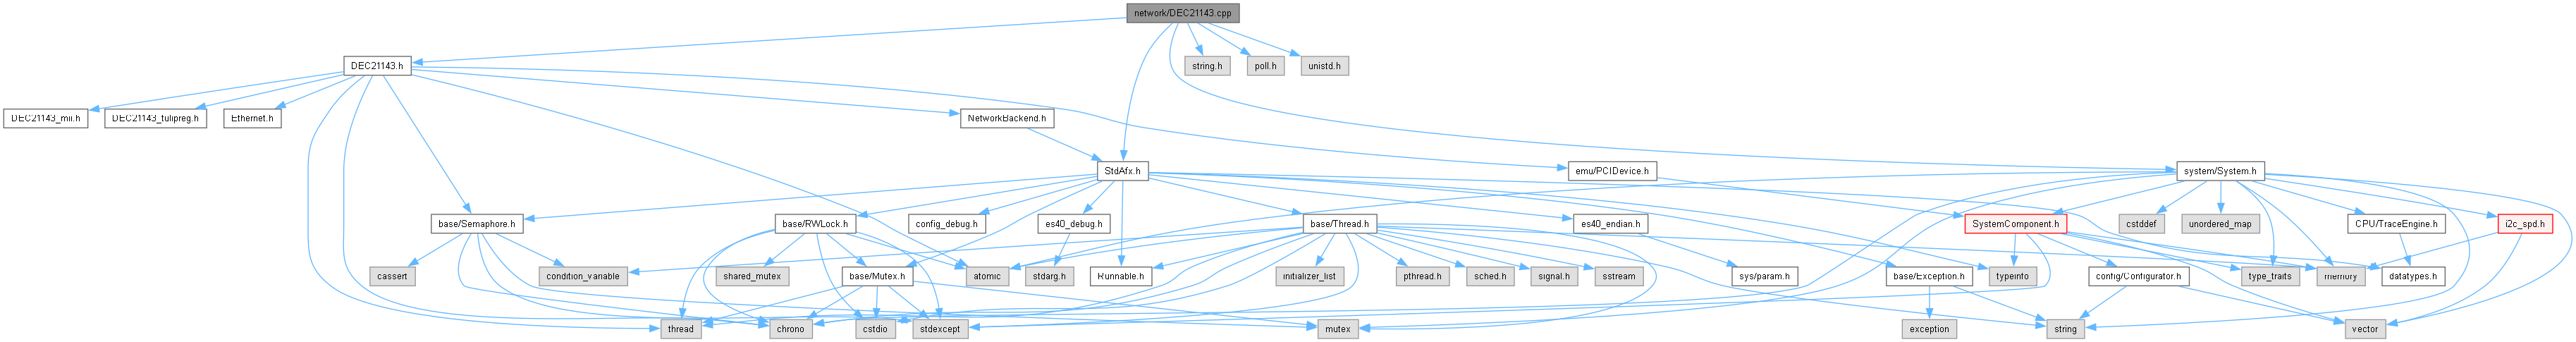 network/DEC21143.cpp
DEC21143.h
string.h
poll.h
unistd.h
DEC21143_mii.h
DEC21143_tulipreg.h
Ethernet.h
NetworkBackend.h
StdAfx.h
emu/PCIDevice.h
system/System.h
base/Semaphore.h
base/RWLock.h
config_debug.h
es40_debug.h
base/Thread.h
es40_endian.h
SystemComponent.h
cstddef
unordered_map
CPU/TraceEngine.h
i2c_spd.h
cassert
condition_variable
shared_mutex
base/Mutex.h
atomic
stdarg.h
Runnable.h
initializer_list
pthread.h
sched.h
signal.h
sstream
sys/param.h
base/Exception.h
typeinfo
config/Configurator.h
type_traits
memory
datatypes.h
thread
chrono
cstdio
stdexcept
mutex
exception
string
vector